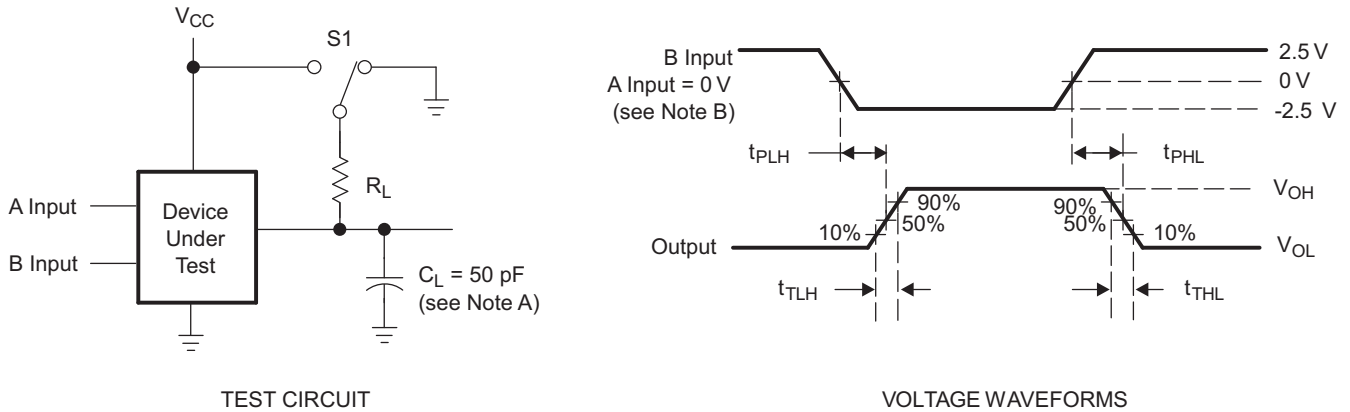 VCC
S1
RL
A Input
B Input
Device
Under
Test
CL = 50 pF
(see Note A)
TEST CIRCUIT
B Input
A Input = 0 V
(see Note B)
2.5 V
0 V
-2.5 V
tPLH
tPHL
VOH
90%
90%
50%
50%
10%
10%
Output
VOL
tTLH
tTHL
VOLTAGE WAVEFORMS